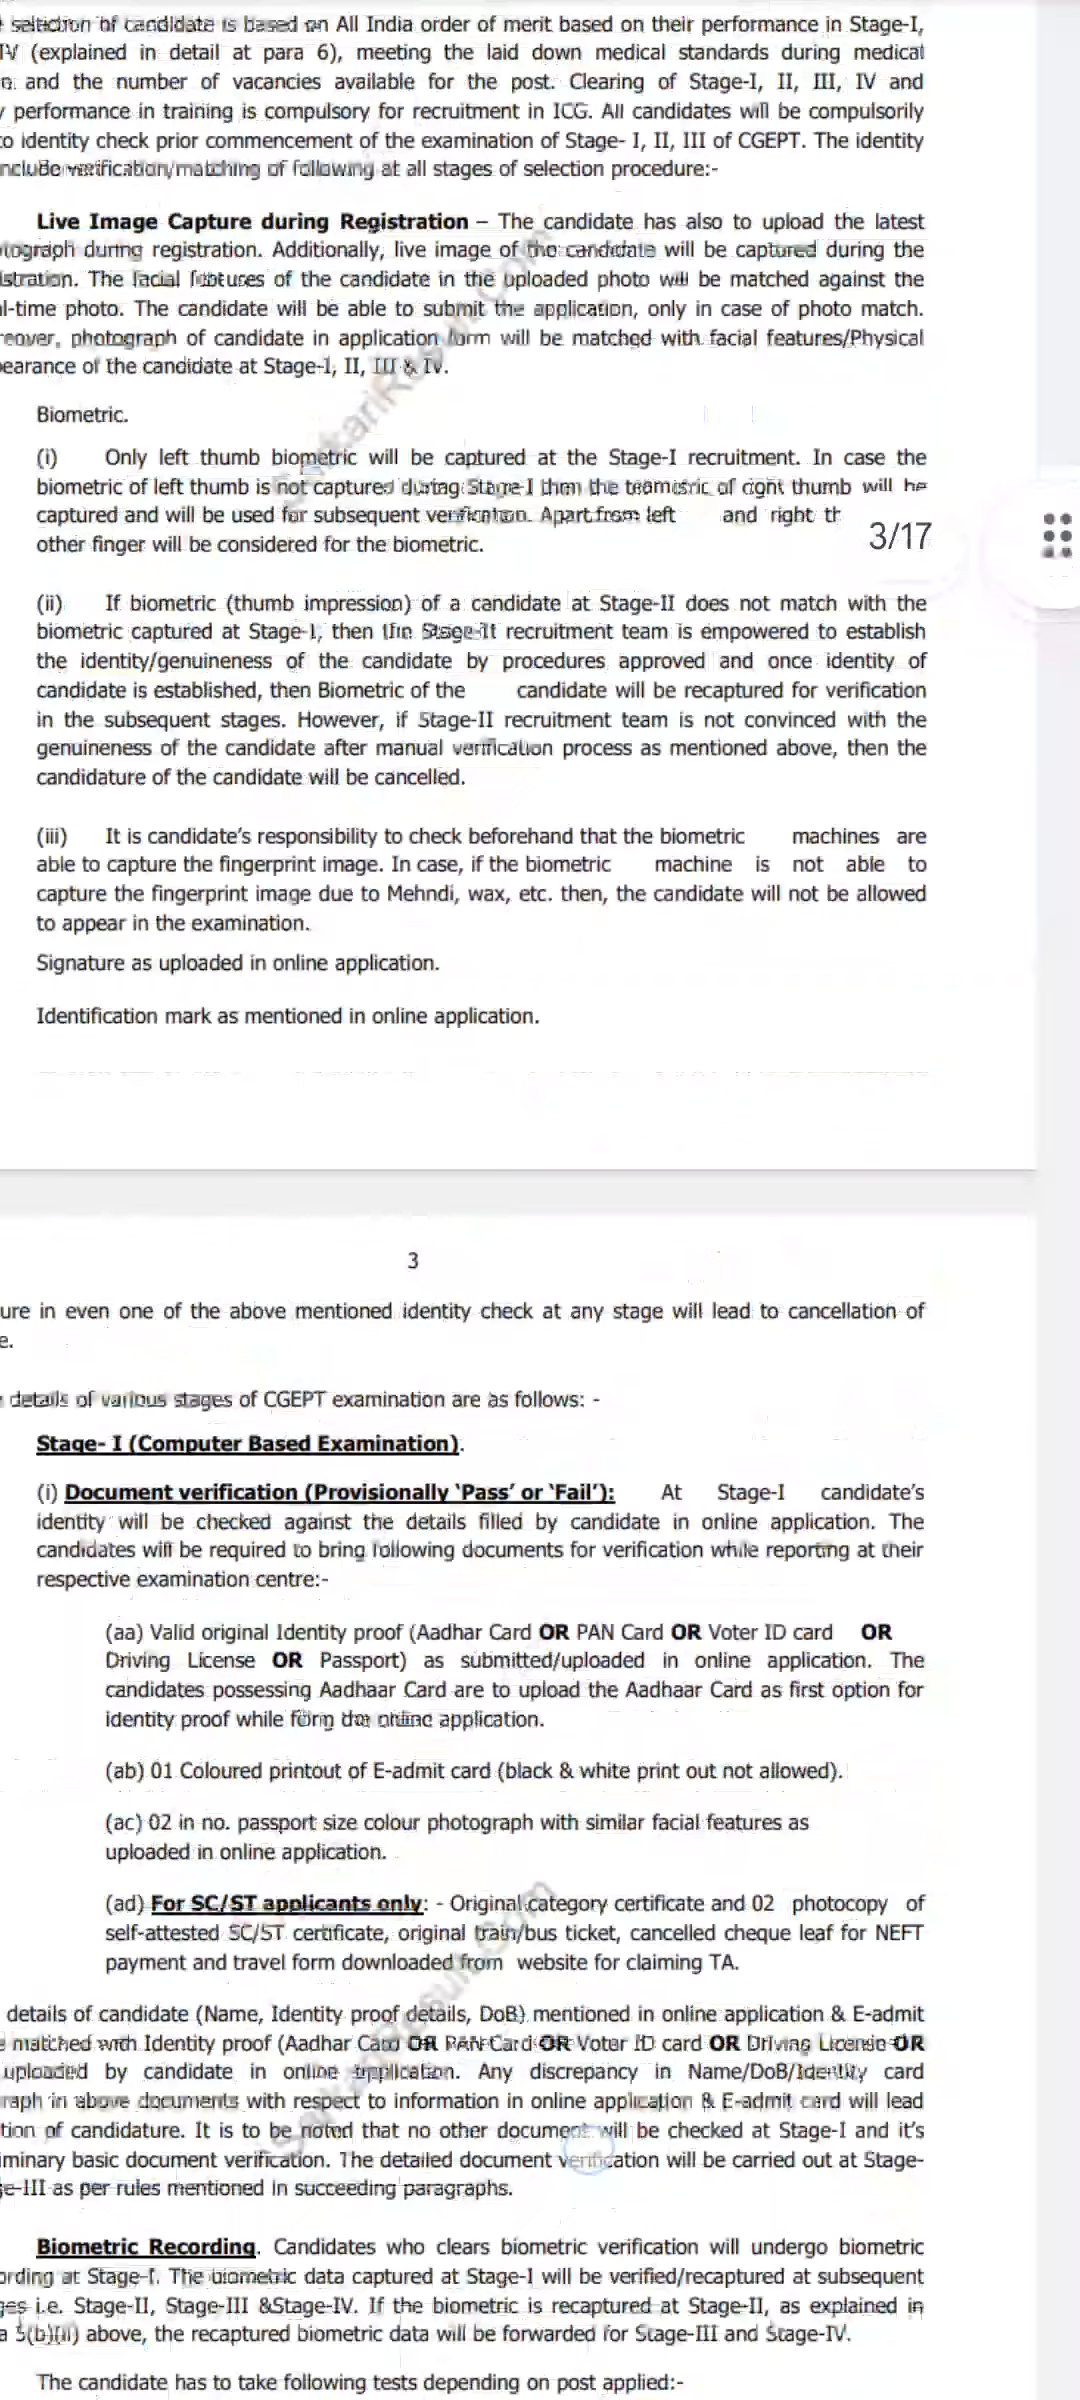 selection of candidate is based on All India order of merit based on their performance in Stage-I,
IV (explained in detail at para 6), meeting the laid down medical standards during medical
and the number of vacancies available for the post. Clearing of Stage-I, II, III, IV and
performance in training is compulsory for recruitment in ICG. All candidates will be compulsorily
to identity check prior commencement of the examination of Stage- I, II, III of CGEPT. The identity
verification/matching of following at all stages of selection procedure:-
Live Image Capture during Registration – The candidate has also to upload the latest
during registration. Additionally, live image of the candidate will be captured during the
The facial features of the candidate in the uploaded photo will be matched against the
l-time photo. The candidate will be able to submit the application, only in case of photo match.
photograph of candidate in application form will be matched with facial features/Physical
earance of the candidate at Stage-I, II, III & IV.
Biometric.
(i) Only left thumb biometric will be captured at the Stage-I recruitment. In case the
biometric of left thumb is not captured during Stage-I then the of right thumb will be
captured and will be used for subsequent verification. Apart from left and right th
3/17
other finger will be considered for the biometric.
(ii) If biometric (thumb impression) of a candidate at Stage-II does not match with the
biometric captured at Stage-I, then the Stage-II recruitment team is empowered to establish
the identity/genuineness of the candidate by procedures approved and once identity of
candidate is established, then Biometric of the candidate will be recaptured for verification
in the subsequent stages. However, if Stage-II recruitment team is not convinced with the
genuineness of the candidate after manual verification process as mentioned above, then the
candidature of the candidate will be cancelled.
(iii) It is candidate's responsibility to check beforehand that the biometric machines are
able to capture the fingerprint image. In case, if the biometric machine is not able to
capture the fingerprint image due to Mehndi, wax, etc. then, the candidate will not be allowed
to appear in the examination.
Signature as uploaded in online application.
Identification mark as mentioned in online application.
3
ure in even one of the above mentioned identity check at any stage will lead to cancellation of
e.
details of various stages of CGEPT examination are as follows: -
Stage- I (Computer Based Examination).
(i) Document verification (Provisionally 'Pass' or 'Fail'): At Stage-I candidate's
identity will be checked against the details filled by candidate in online application. The
candidates will be required to bring following documents for verification while reporting at their
respective examination centre:-
(aa) Valid original Identity proof (Aadhar Card OR PAN Card OR Voter ID card OR
Driving License OR Passport) as submitted/uploaded in online application. The
candidates possessing Aadhaar Card are to upload the Aadhaar Card as first option for
identity proof while online application.
(ab) 01 Coloured printout of E-admit card (black & white print out not allowed).
(ac) 02 in no. passport size colour photograph with similar facial features as
uploaded in online application.
(ad) For SC/ST applicants only: - Original category certificate and 02 photocopy of
self-attested SC/ST certificate, original train/bus ticket, cancelled cheque leaf for NEFT
payment and travel form downloaded from website for claiming TA.
details of candidate (Name, Identity proof details, DoB) mentioned in online application & E-admit
matched with Identity proof (Aadhar Card OR PAN Card OR Voter ID card OR Driving License OR
uploaded by candidate in online application. Any discrepancy in Name/DoB/Identity card
raph in above documents with respect to information in online application & E-admit card will lead
tion of candidature. It is to be noted that no other document will be checked at Stage-I and it's
iminary basic document verification. The detailed document verification will be carried out at Stage-
ge-III as per rules mentioned in succeeding paragraphs.
Biometric Recording. Candidates who clears biometric verification will undergo biometric
ording at Stage-I. The biometric data captured at Stage-I will be verified/recaptured at subsequent
ges i.e. Stage-II, Stage-III &Stage-IV. If the biometric is recaptured at Stage-II, as explained in
a 5(b)(ii) above, the recaptured biometric data will be forwarded for Stage-III and Stage-IV.
The candidate has to take following tests depending on post applied:-
SarkariResult.Com
SarkariResult.Com